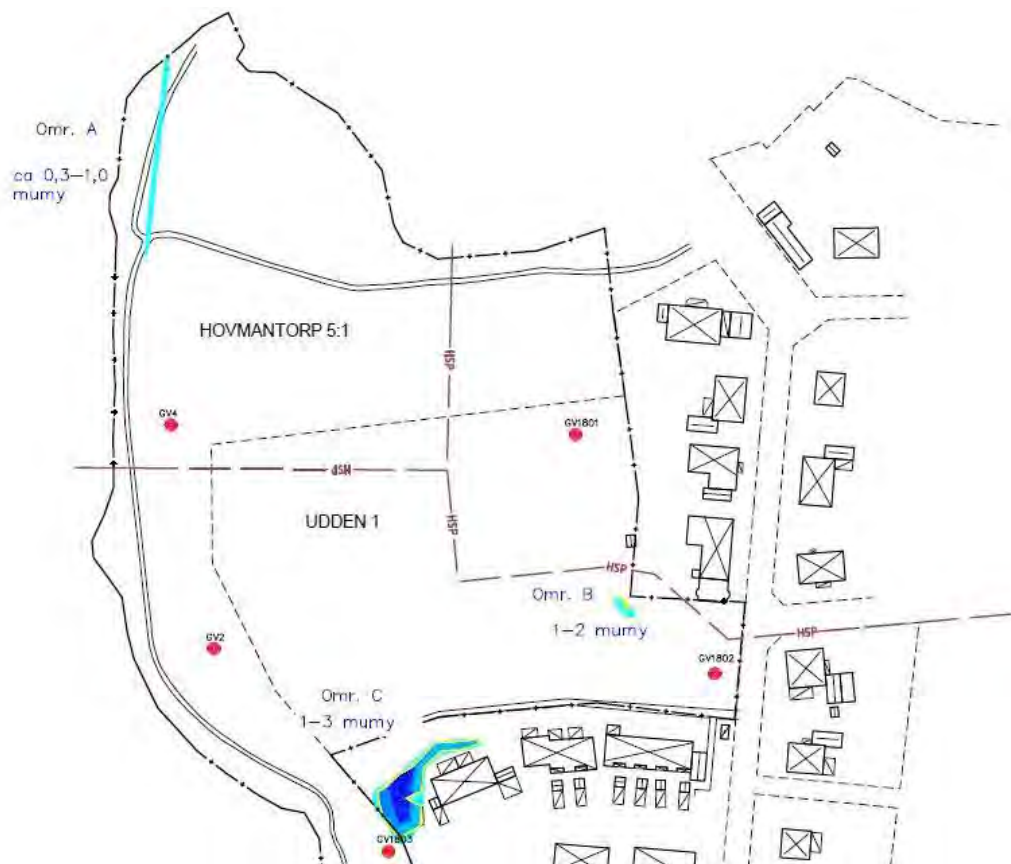 Omr. A
ca 0,3–1,0
mumy
HOVMANTORP 5:1
HSP
GV4
GV1801
HSP
UDDEN 1
HSP
HSP
Omr. B
1–2 mumy
HSP
GV2
GV1802
Omr. C
1–3 mumy
GV1803